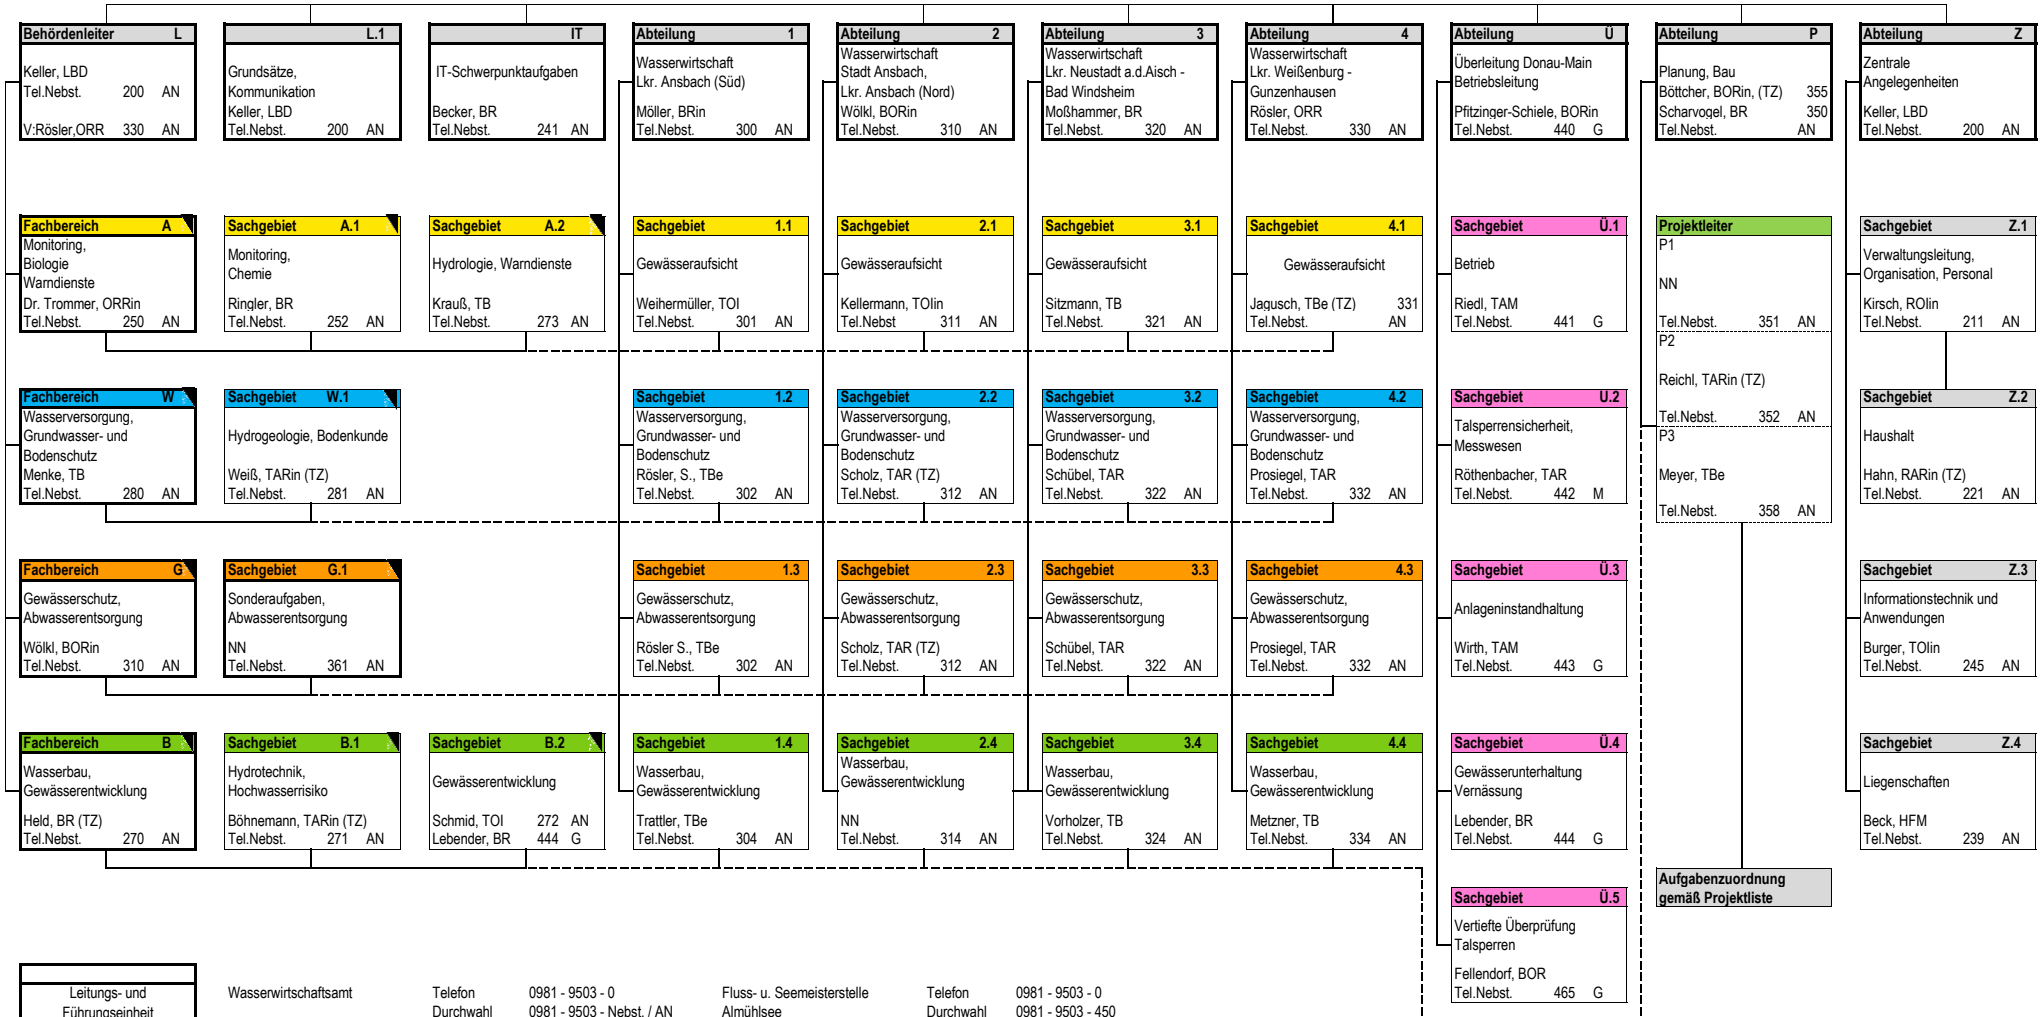 Behördenleiter L
Keller, LBD
Tel.Nebst. 200 AN
V:Rösler,ORR 330 AN
L.1
Grundsätze,
Kommunikation
Keller, LBD
Tel.Nebst. 200 AN
IT
IT-Schwerpunktaufgaben
Becker, BR
Tel.Nebst. 241 AN
Abteilung 1
Wasserwirtschaft
Lkr. Ansbach (Süd)
Möller, BRin
Tel.Nebst. 300 AN
Abteilung 2
Wasserwirtschaft
Stadt Ansbach,
Lkr. Ansbach (Nord)
Wölkl, BORin
Tel.Nebst. 310 AN
Abteilung 3
Wasserwirtschaft
Lkr. Neustadt a.d.Aisch -
Bad Windsheim
Moßhammer, BR
Tel.Nebst. 320 AN
Abteilung 4
Wasserwirtschaft
Lkr. Weißenburg -
Gunzenhausen
Rösler, ORR
Tel.Nebst. 330 AN
Abteilung Ü
Überleitung Donau-Main
Betriebsleitung
Pfitzinger-Schiele, BORin
Tel.Nebst. 440 G
Abteilung P
Planung, Bau
Böttcher, BORin, (TZ) 355
Scharvogel, BR 350
Tel.Nebst. AN
Abteilung Z
Zentrale
Angelegenheiten
Keller, LBD
Tel.Nebst. 200 AN
Fachbereich A
Monitoring,
Biologie
Warndienste
Dr. Trommer, ORRin
Tel.Nebst. 250 AN
Sachgebiet A.1
Monitoring,
Chemie
Ringler, BR
Tel.Nebst. 252 AN
Sachgebiet A.2
Hydrologie, Warndienste
Krauß, TB
Tel.Nebst. 273 AN
Sachgebiet 1.1
Gewässeraufsicht
Weihermüller, TOI
Tel.Nebst. 301 AN
Sachgebiet 2.1
Gewässeraufsicht
Kellermann, TOIin
Tel.Nebst 311 AN
Sachgebiet 3.1
Gewässeraufsicht
Sitzmann, TB
Tel.Nebst. 321 AN
Sachgebiet 4.1
Gewässeraufsicht
Jagusch, TBe (TZ) 331
Tel.Nebst. AN
Sachgebiet Ü.1
Betrieb
Riedl, TAM
Tel.Nebst. 441 G
Projektleiter
P1
NN
Tel.Nebst. 351 AN
P2
Reichl, TARin (TZ)
Tel.Nebst. 352 AN
P3
Meyer, TBe
Tel.Nebst. 358 AN
Sachgebiet Z.1
Verwaltungsleitung,
Organisation, Personal
Kirsch, ROIin
Tel.Nebst. 211 AN
Fachbereich W
Wasserversorgung,
Grundwasser- und
Bodenschutz
Menke, TB
Tel.Nebst. 280 AN
Sachgebiet W.1
Hydrogeologie, Bodenkunde
Weiß, TARin (TZ)
Tel.Nebst. 281 AN
Sachgebiet 1.2
Wasserversorgung,
Grundwasser- und
Bodenschutz
Rösler, S., TBe
Tel.Nebst. 302 AN
Sachgebiet 2.2
Wasserversorgung,
Grundwasser- und
Bodenschutz
Scholz, TAR (TZ)
Tel.Nebst. 312 AN
Sachgebiet 3.2
Wasserversorgung,
Grundwasser- und
Bodenschutz
Schübel, TAR
Tel.Nebst. 322 AN
Sachgebiet 4.2
Wasserversorgung,
Grundwasser- und
Bodenschutz
Prosiegel, TAR
Tel.Nebst. 332 AN
Sachgebiet Ü.2
Talsperrensicherheit,
Messwesen
Röthenbacher, TAR
Tel.Nebst. 442 M
Sachgebiet Z.2
Haushalt
Hahn, RARin (TZ)
Tel.Nebst. 221 AN
Fachbereich G
Gewässerschutz,
Abwasserentsorgung
Wölkl, BORin
Tel.Nebst. 310 AN
Sachgebiet G.1
Sonderaufgaben,
Abwasserentsorgung
NN
Tel.Nebst. 361 AN
Sachgebiet 1.3
Gewässerschutz,
Abwasserentsorgung
Rösler S., TBe
Tel.Nebst. 302 AN
Sachgebiet 2.3
Gewässerschutz,
Abwasserentsorgung
Scholz, TAR (TZ)
Tel.Nebst. 312 AN
Sachgebiet 3.3
Gewässerschutz,
Abwasserentsorgung
Schübel, TAR
Tel.Nebst. 322 AN
Sachgebiet 4.3
Gewässerschutz,
Abwasserentsorgung
Prosiegel, TAR
Tel.Nebst. 332 AN
Sachgebiet Ü.3
Anlageninstandhaltung
Wirth, TAM
Tel.Nebst. 443 G
Sachgebiet Z.3
Informationstechnik und
Anwendungen
Burger, TOIin
Tel.Nebst. 245 AN
Fachbereich B
Wasserbau,
Gewässerentwicklung
Held, BR (TZ)
Tel.Nebst. 270 AN
Sachgebiet B.1
Hydrotechnik,
Hochwasserrisiko
Böhnemann, TARin (TZ)
Tel.Nebst. 271 AN
Sachgebiet B.2
Gewässerentwicklung
Schmid, TOI 272 AN
Lebender, BR 444 G
Sachgebiet 1.4
Wasserbau,
Gewässerentwicklung
Trattler, TBe
Tel.Nebst. 304 AN
Sachgebiet 2.4
Wasserbau,
Gewässerentwicklung
NN
Tel.Nebst. 314 AN
Sachgebiet 3.4
Wasserbau,
Gewässerentwicklung
Vorholzer, TB
Tel.Nebst. 324 AN
Sachgebiet 4.4
Wasserbau,
Gewässerentwicklung
Metzner, TB
Tel.Nebst. 334 AN
Sachgebiet Ü.4
Gewässerunterhaltung
Vernässung
Lebender, BR
Tel.Nebst. 444 G
Sachgebiet Z.4
Liegenschaften
Beck, HFM
Tel.Nebst. 239 AN
Aufgabenzuordnung
gemäß Projektliste
Sachgebiet Ü.5
Vertiefte Überprüfung
Talsperren
Fellendorf, BOR
Tel.Nebst. 465 G
Leitungs- und
Führungseinheit
Wasserwirtschaftsamt
Telefon 0981 - 9503 - 0
Durchwahl 0981 - 9503 - Nebst. / AN
Fluss- u. Seemeisterstelle
Almühlsee
Telefon 0981 - 9503 - 0
Durchwahl 0981 - 9503 - 450